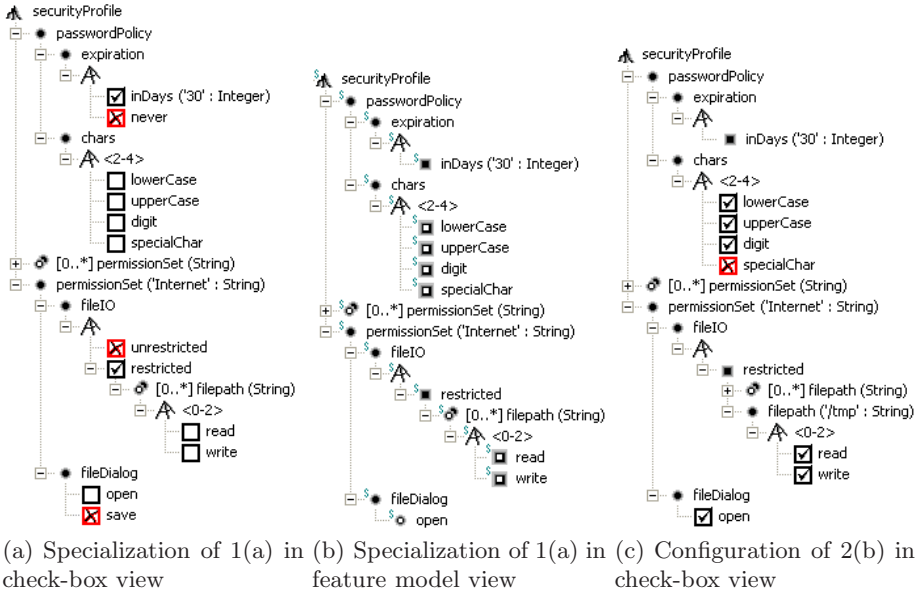 securityProfile
passwordPolicy
expiration
inDays ('30' : Integer)
never
chars
<2-4>
lowerCase
upperCase
digit
specialChar
[0..*] permissionSet (String)
permissionSet ('Internet' : String)
fileIO
unrestricted
restricted
[0..*] filepath (String)
<0-2>
read
write
fileDialog
open
save
(a) Specialization of 1(a) in
check-box view
securityProfile
passwordPolicy
expiration
inDays ('30' : Integer)
chars
<2-4>
lowerCase
upperCase
digit
specialChar
[0..*] permissionSet (String)
permissionSet ('Internet' : String)
fileIO
restricted
[0..*] filepath (String)
<0-2>
read
write
fileDialog
open
(b) Specialization of 1(a) in
feature model view
securityProfile
passwordPolicy
expiration
inDays ('30' : Integer)
chars
<2-4>
lowerCase
upperCase
digit
specialChar
[0..*] permissionSet (String)
permissionSet ('Internet' : String)
fileIO
restricted
[0..*] filepath (String)
filepath ('/tmp' : String)
<0-2>
read
write
fileDialog
open
(c) Configuration of 2(b) in
check-box view